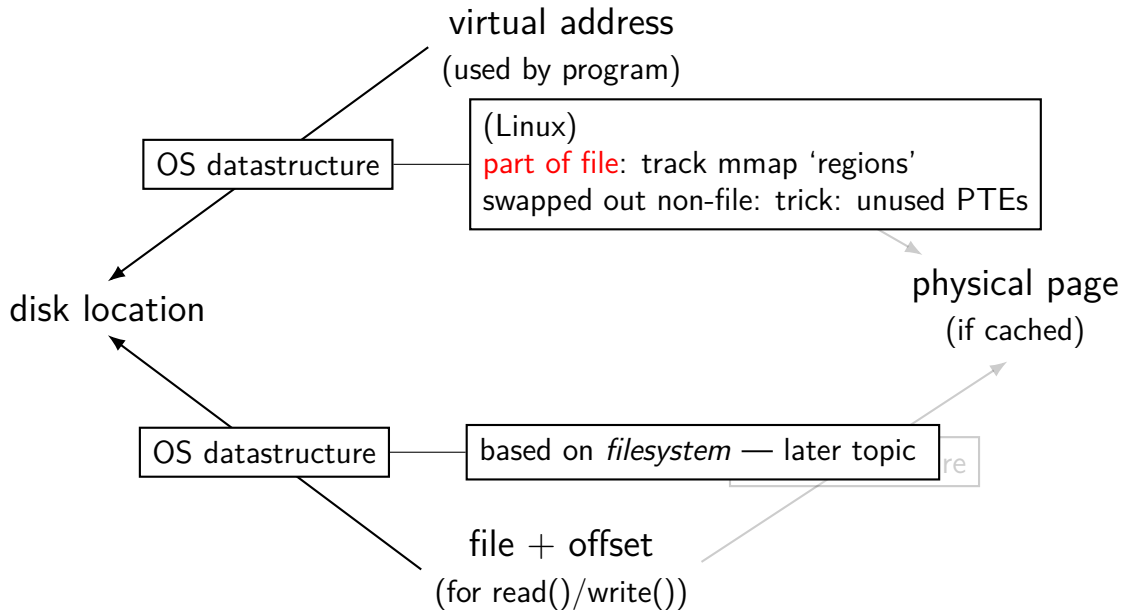 virtual address
(used by program)
OS datastructure
(Linux)
part of file: track mmap ‘regions’
swapped out non-file: trick: unused PTEs
disk location
physical page
(if cached)
OS datastructure
based on filesystem — later topic
file + offset
(for read()/write())